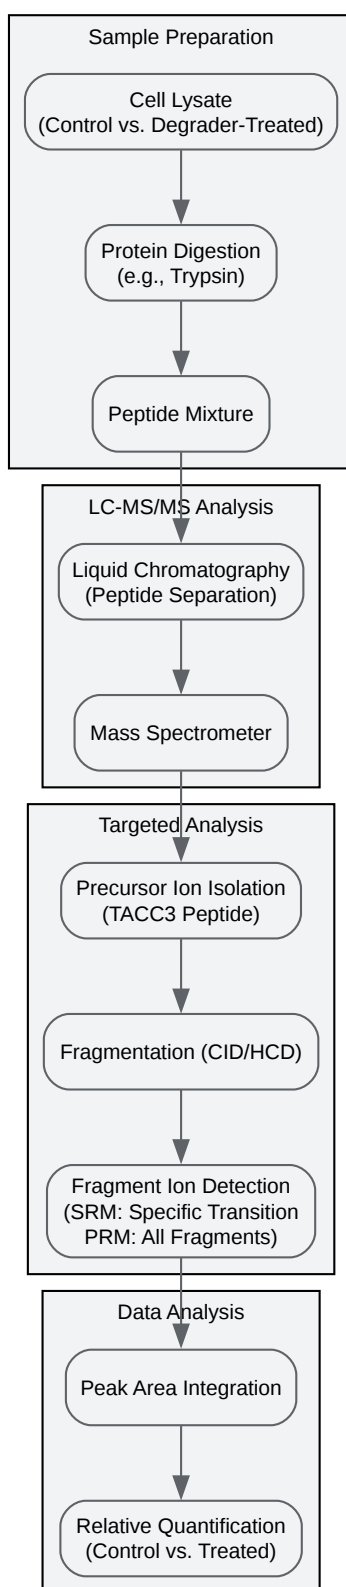 Sample Preparation
Cell Lysate
(Control vs. Degrader-Treated)
Protein Digestion
(e.g., Trypsin)
Peptide Mixture
LC-MS/MS Analysis
Liquid Chromatography
(Peptide Separation)
Mass Spectrometer
Targeted Analysis
Precursor Ion Isolation
(TACC3 Peptide)
Fragmentation (CID/HCD)
Fragment Ion Detection
(SRM: Specific Transition
PRM: All Fragments)
Data Analysis
Peak Area Integration
Relative Quantification
(Control vs. Treated)